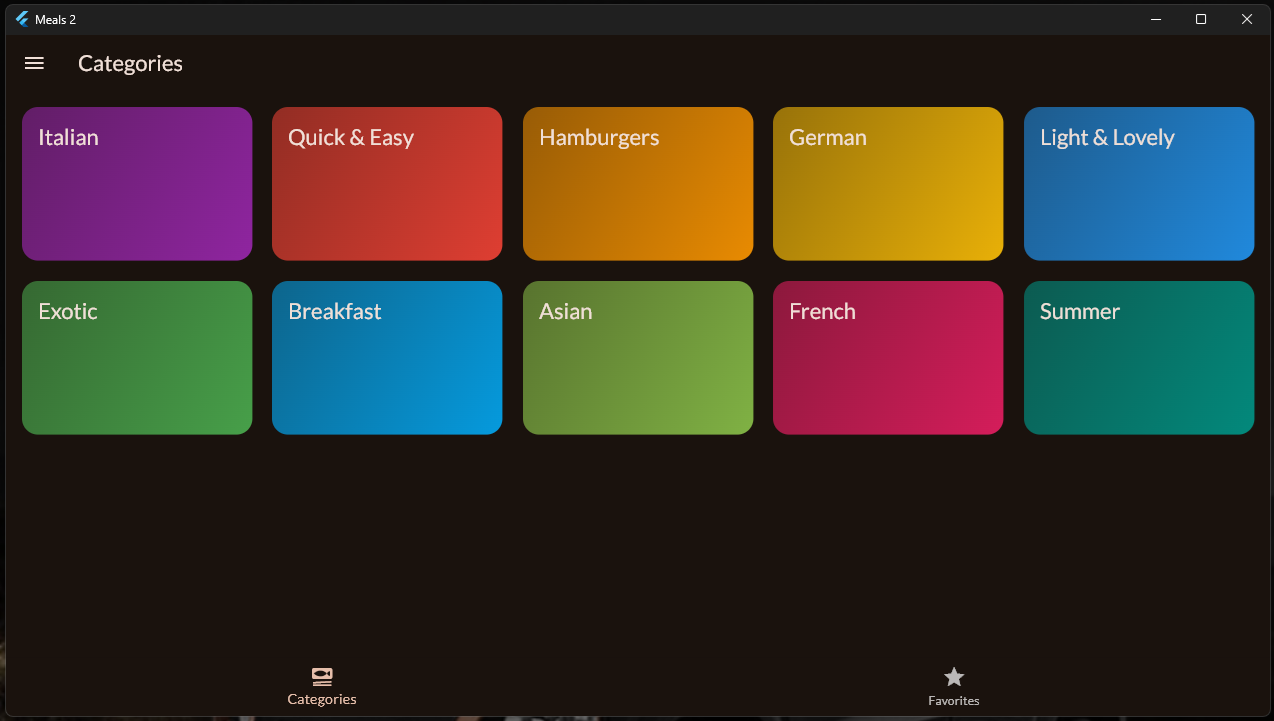 Meals 2
Categories
Italian
Quick & Easy
Hamburgers
German
Light & Lovely
Exotic
Breakfast
Asian
French
Summer
Categories
Favorites